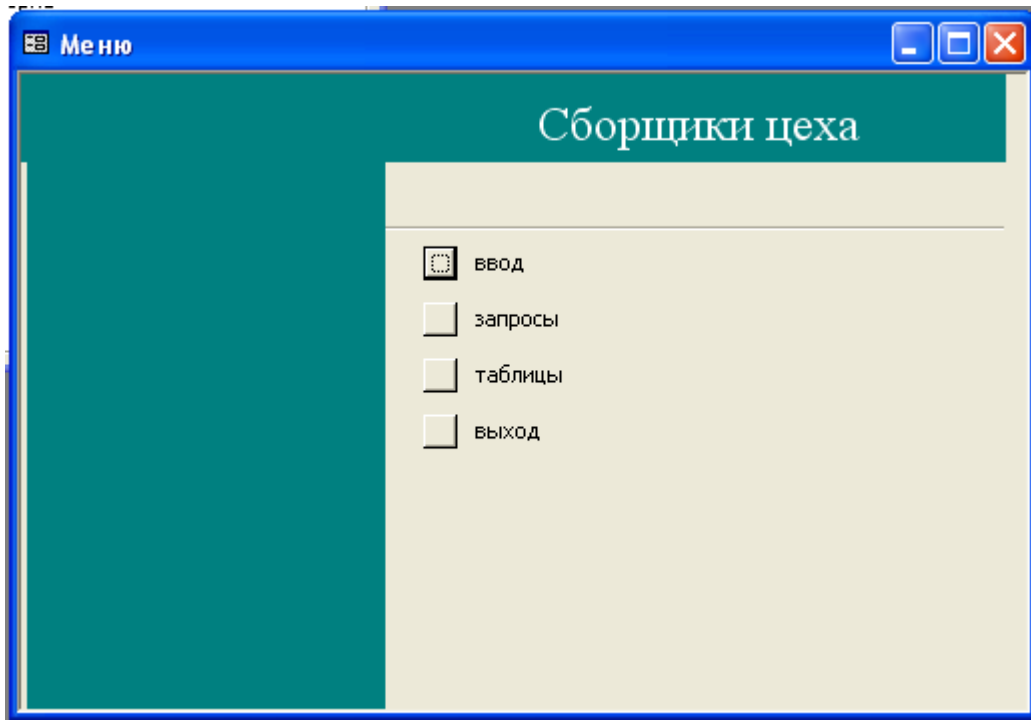 Меню
Сборщики цеха
ввод
запросы
таблицы
выход